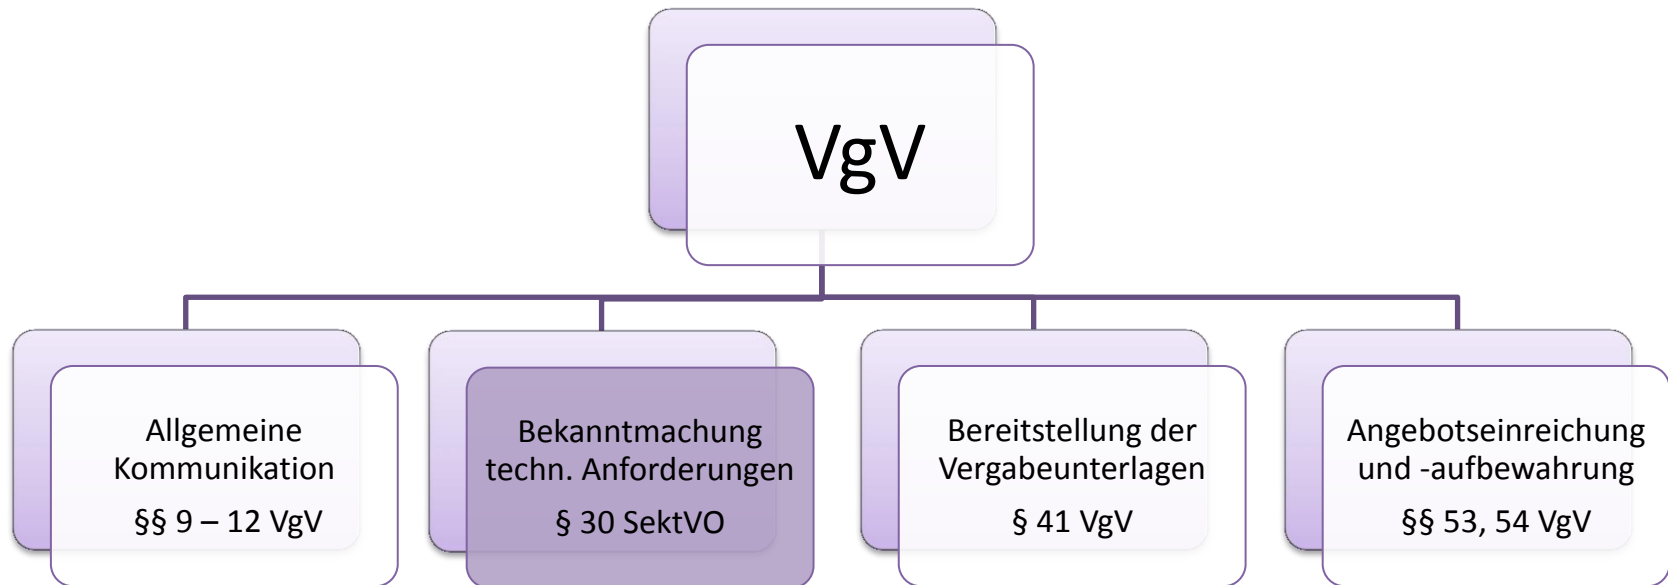 VgV
Allgemeine
Kommunikation
§§ 9 – 12 VgV
Bekanntmachung
techn. Anforderungen
§ 30 SektVO
Bereitstellung der
Vergabeunterlagen
§ 41 VgV
Angebotseinreichung
und -aufbewahrung
§§ 53, 54 VgV